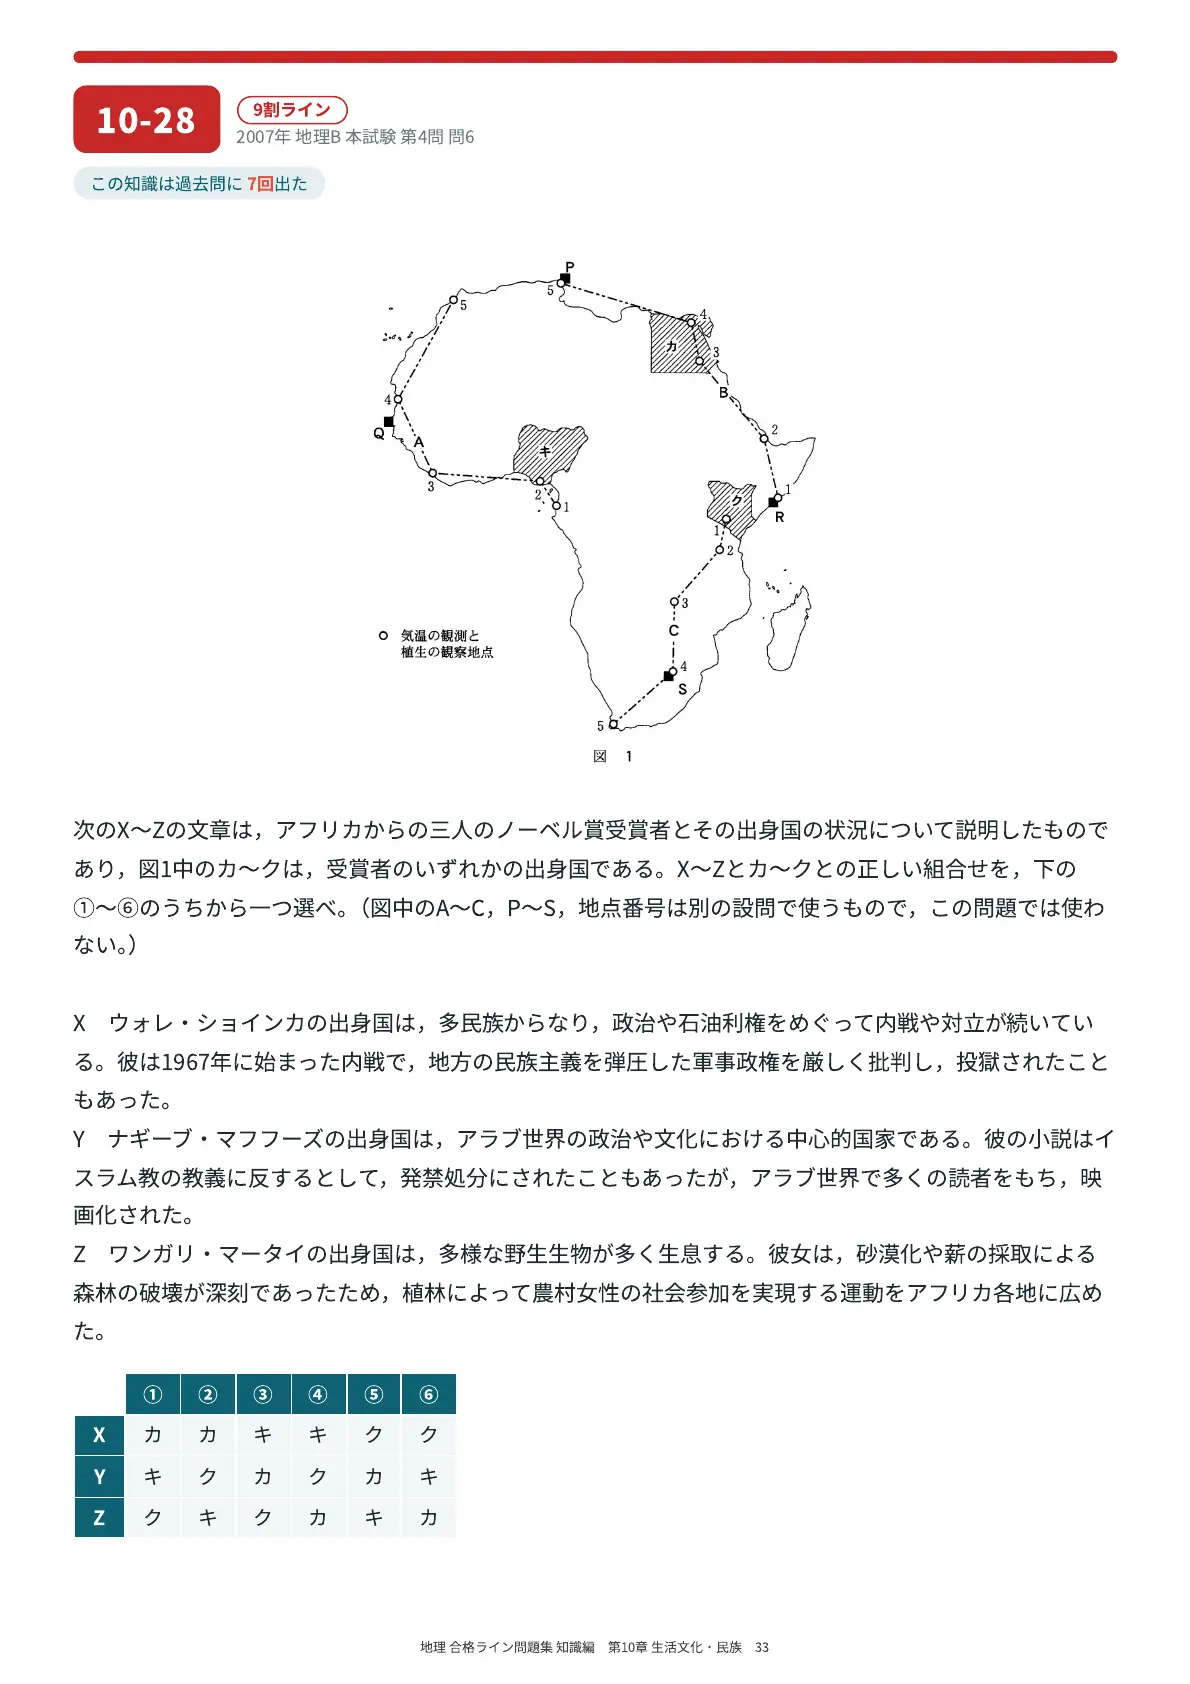 10-28
9割ライン
2007年 地理B 本試験 第4問 問6
この知識は過去問に 7回出た
P
5
5
4
カ
3
B
4
Q
A
キ
2
3
2
1
ク
1
R
1
2
3
C
4
S
5
気温の観測と
植生の観察地点
図 1
次のX～Zの文章は，アフリカからの三人のノーベル賞受賞者とその出身国の状況について説明したもので
あり，図1中のカ～クは，受賞者のいずれかの出身国である。X～Zとカ～クとの正しい組合せを，下の
①～⑥のうちから一つ選べ。（図中のA～C，P～S，地点番号は別の設問で使うもので，この問題では使わ
ない。）
X ウォレ・ショインカの出身国は，多民族からなり，政治や石油利権をめぐって内戦や対立が続いてい
る。彼は1967年に始まった内戦で，地方の民族主義を弾圧した軍事政権を厳しく批判し，投獄されたこと
もあった。
Y ナギーブ・マフフーズの出身国は，アラブ世界の政治や文化における中心的国家である。彼の小説はイ
スラム教の教義に反するとして，発禁処分にされたこともあったが，アラブ世界で多くの読者をもち，映
画化された。
Z ワンガリ・マータイの出身国は，多様な野生生物が多く生息する。彼女は，砂漠化や薪の採取による
森林の破壊が深刻であったため，植林によって農村女性の社会参加を実現する運動をアフリカ各地に広め
た。
① ② ③ ④ ⑤ ⑥
X カ カ キ キ ク ク
Y キ ク カ ク カ キ
Z ク キ ク カ キ カ
地理 合格ライン問題集 知識編 第10章 生活文化・民族 33